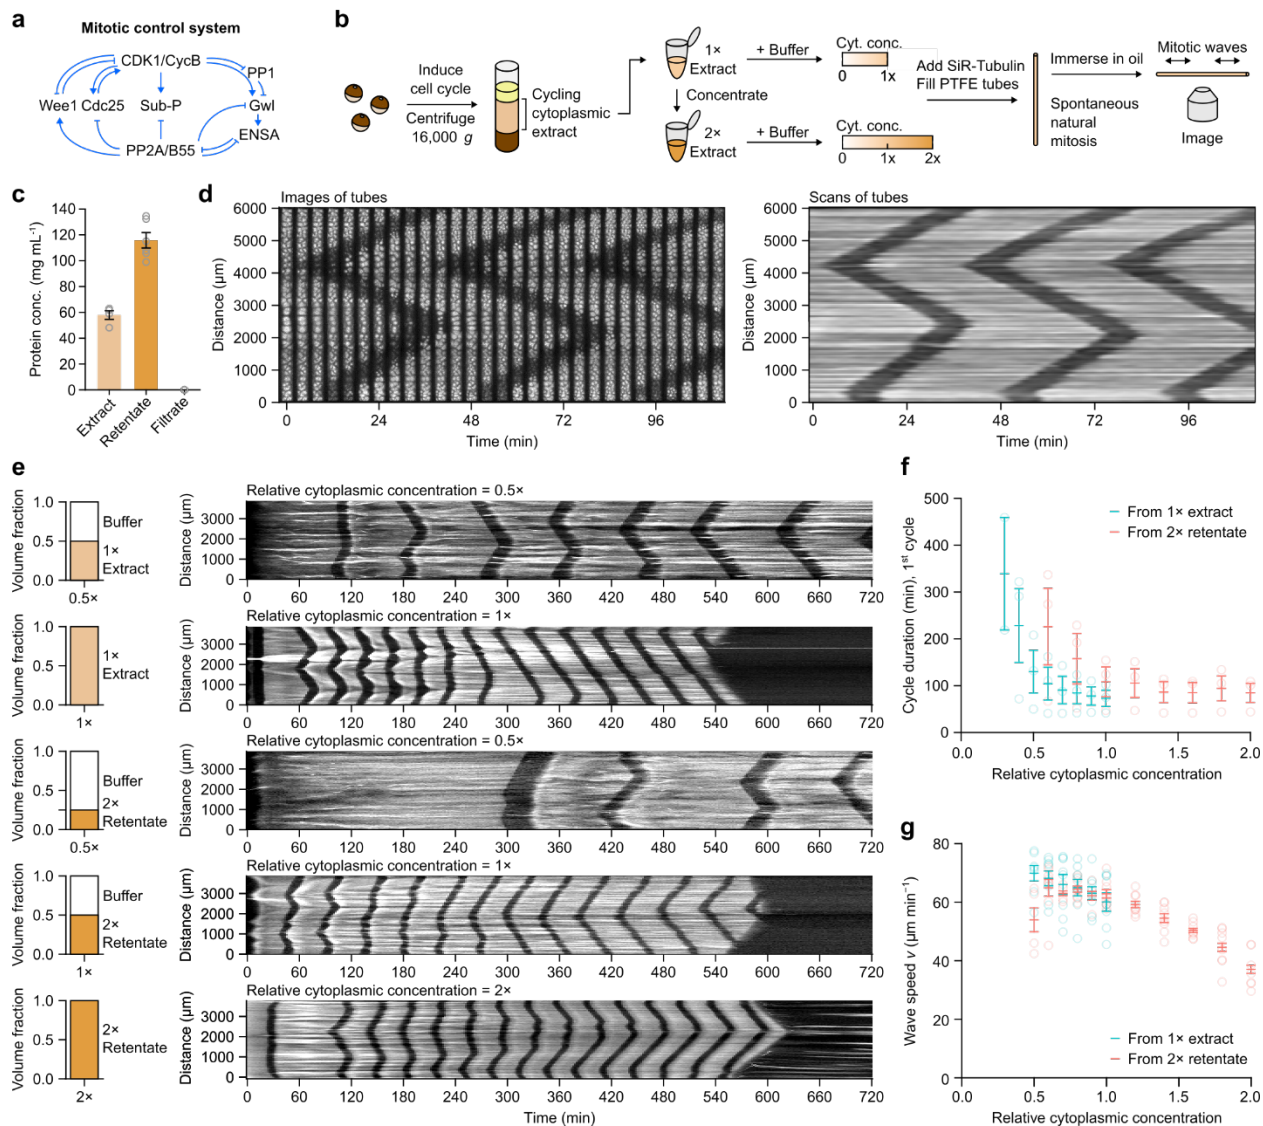 a
Mitotic control system
CDK1/CycB
PP1
Wee1
Cdc25
Sub-P
Gwl
ENSA
PP2A/B55
b
Induce
cell cycle
Centrifuge
16,000 g
Cycling
cytoplasmic
extract
1×
Extract
Concentrate
2×
Extract
+ Buffer
+ Buffer
Cyt. conc.
0 1x
Cyt. conc.
0 1x 2x
Add SiR-Tubulin
Fill PTFE tubes
Immerse in oil
Spontaneous
natural
mitosis
Mitotic waves
Image
c
Protein conc. (mg mL⁻¹)
140
120
100
80
60
40
20
0
Extract
Retentate
Filtrate
d
Images of tubes
Distance (µm)
6000
5000
4000
3000
2000
1000
0
0 24 48 72 96
Time (min)
Scans of tubes
Distance (µm)
6000
5000
4000
3000
2000
1000
0
0 24 48 72 96
Time (min)
e
Volume fraction
1.0
0.5
0.0
Buffer
1×
Extract
0.5×
Relative cytoplasmic concentration = 0.5×
Distance (µm)
3000
2000
1000
0
0 60 120 180 240 300 360 420 480 540 600 660 720
Volume fraction
1.0
0.5
0.0
1×
Extract
1×
Relative cytoplasmic concentration = 1×
Distance (µm)
3000
2000
1000
0
0 60 120 180 240 300 360 420 480 540 600 660 720
Volume fraction
1.0
0.5
0.0
Buffer
2×
Retentate
0.5×
Relative cytoplasmic concentration = 0.5×
Distance (µm)
3000
2000
1000
0
0 60 120 180 240 300 360 420 480 540 600 660 720
Volume fraction
1.0
0.5
0.0
Buffer
2×
Retentate
1×
Relative cytoplasmic concentration = 1×
Distance (µm)
3000
2000
1000
0
0 60 120 180 240 300 360 420 480 540 600 660 720
Volume fraction
1.0
0.5
0.0
2×
Retentate
2×
Relative cytoplasmic concentration = 2×
Distance (µm)
3000
2000
1000
0
0 60 120 180 240 300 360 420 480 540 600 660 720
Time (min)
f
Cycle duration (min), 1st cycle
500
400
300
200
100
0
From 1× extract
From 2× retentate
0.0 0.5 1.0 1.5 2.0
Relative cytoplasmic concentration
g
Wave speed v (µm min⁻¹)
80
60
40
20
0
From 1× extract
From 2× retentate
0.0 0.5 1.0 1.5 2.0
Relative cytoplasmic concentration